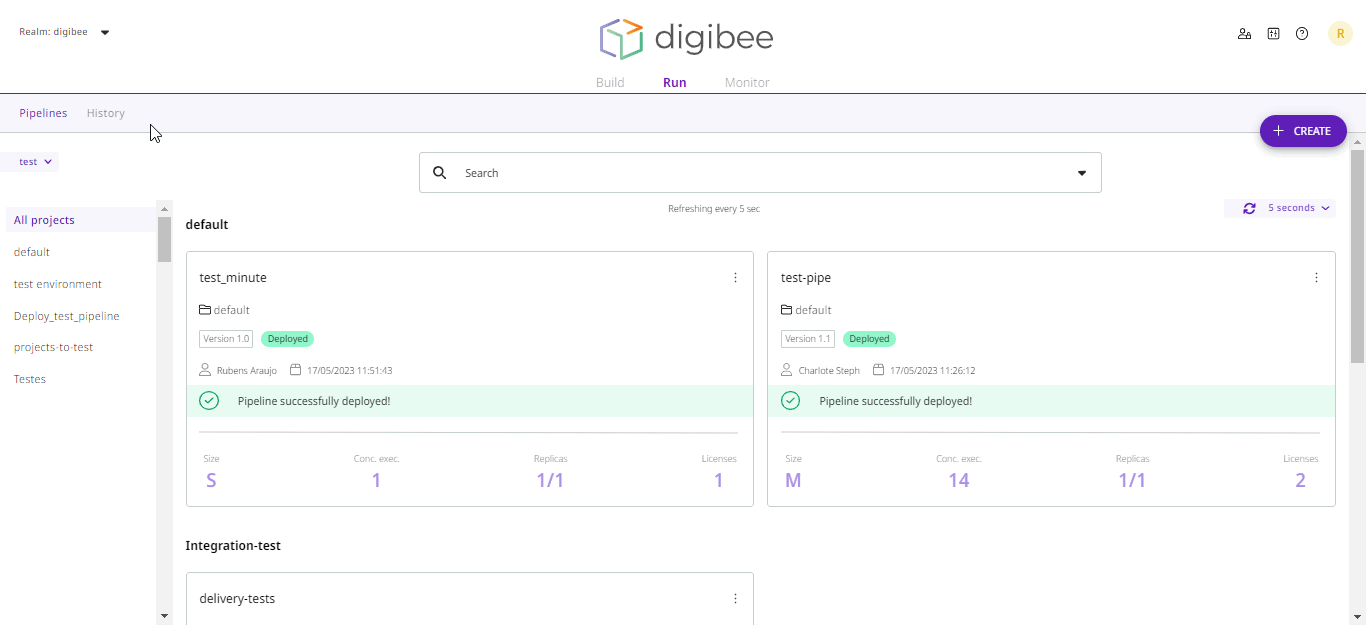 Realm: digibee
digibee
R
Build Run Monitor
Pipelines History
+ CREATE
test
Search
Refreshing every 5 sec
5 seconds
All projects
default
test environment
Deploy_test_pipeline
projects-to-test
Testes
default
test_minute
default
Version 1.0 Deployed
Rubens Araujo 17/05/2023 11:51:43
Pipeline successfully deployed!
Size Conc. exec. Replicas Licenses
S 1 1/1 1
test-pipe
default
Version 1.1 Deployed
Charlote Steph 17/05/2023 11:26:12
Pipeline successfully deployed!
Size Conc. exec. Replicas Licenses
M 14 1/1 2
Integration-test
delivery-tests